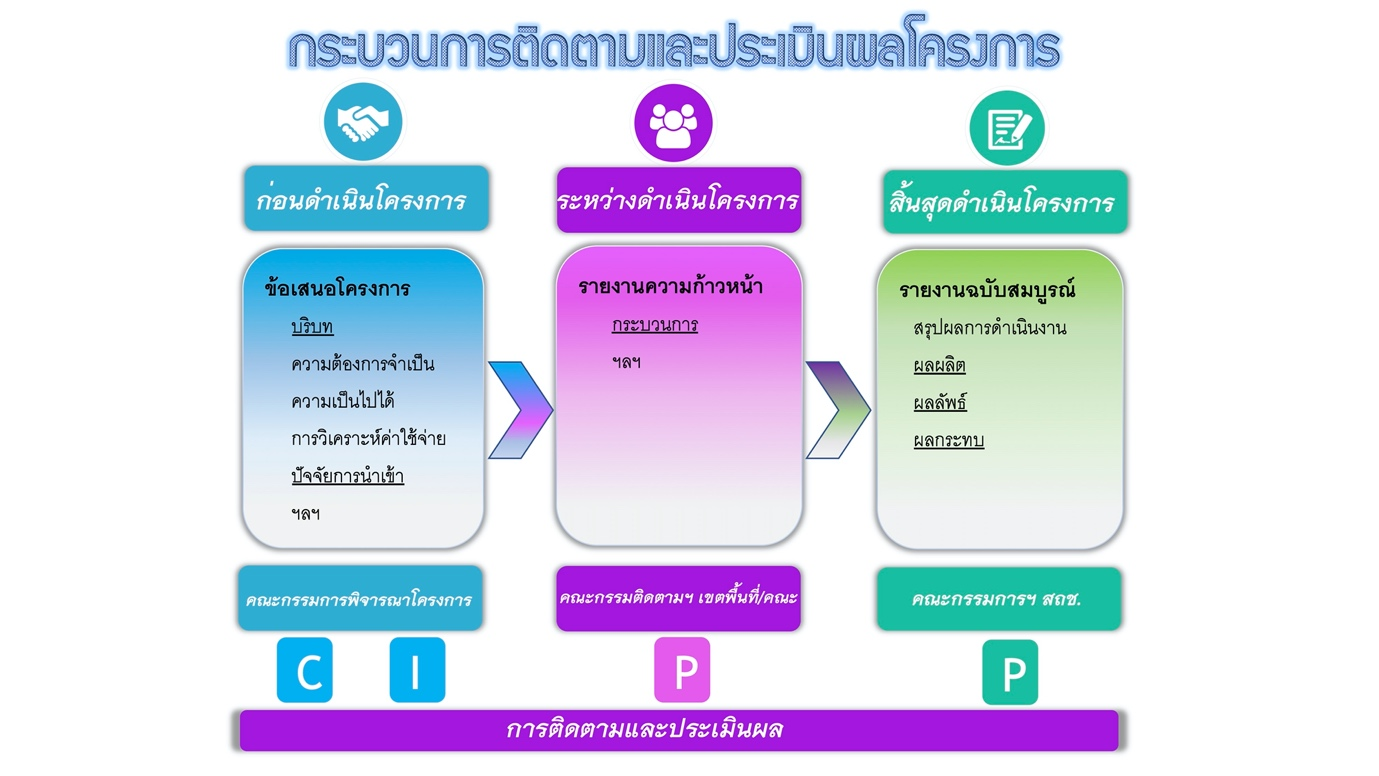 กระบวนการติดตามและประเมินผลโครงการ
ก่อนดำเนินโครงการ
ระหว่างดำเนินโครงการ
สิ้นสุดดำเนินโครงการ
ข้อเสนอโครงการ
บริบท
ความต้องการจำเป็น
ความเป็นไปได้
การวิเคราะห์ค่าใช้จ่าย
ปัจจัยการนำเข้า
ฯลฯ
รายงานความก้าวหน้า
กระบวนการ
ฯลฯ
รายงานฉบับสมบูรณ์
สรุปผลการดำเนินงาน
ผลผลิต
ผลลัพธ์
ผลกระทบ
คณะกรรมการพิจารณาโครงการ
คณะกรรมติดตามฯ เขตพื้นที่/คณะ
คณะกรรมการฯ สถช.
C
I
P
P
การติดตามและประเมินผล